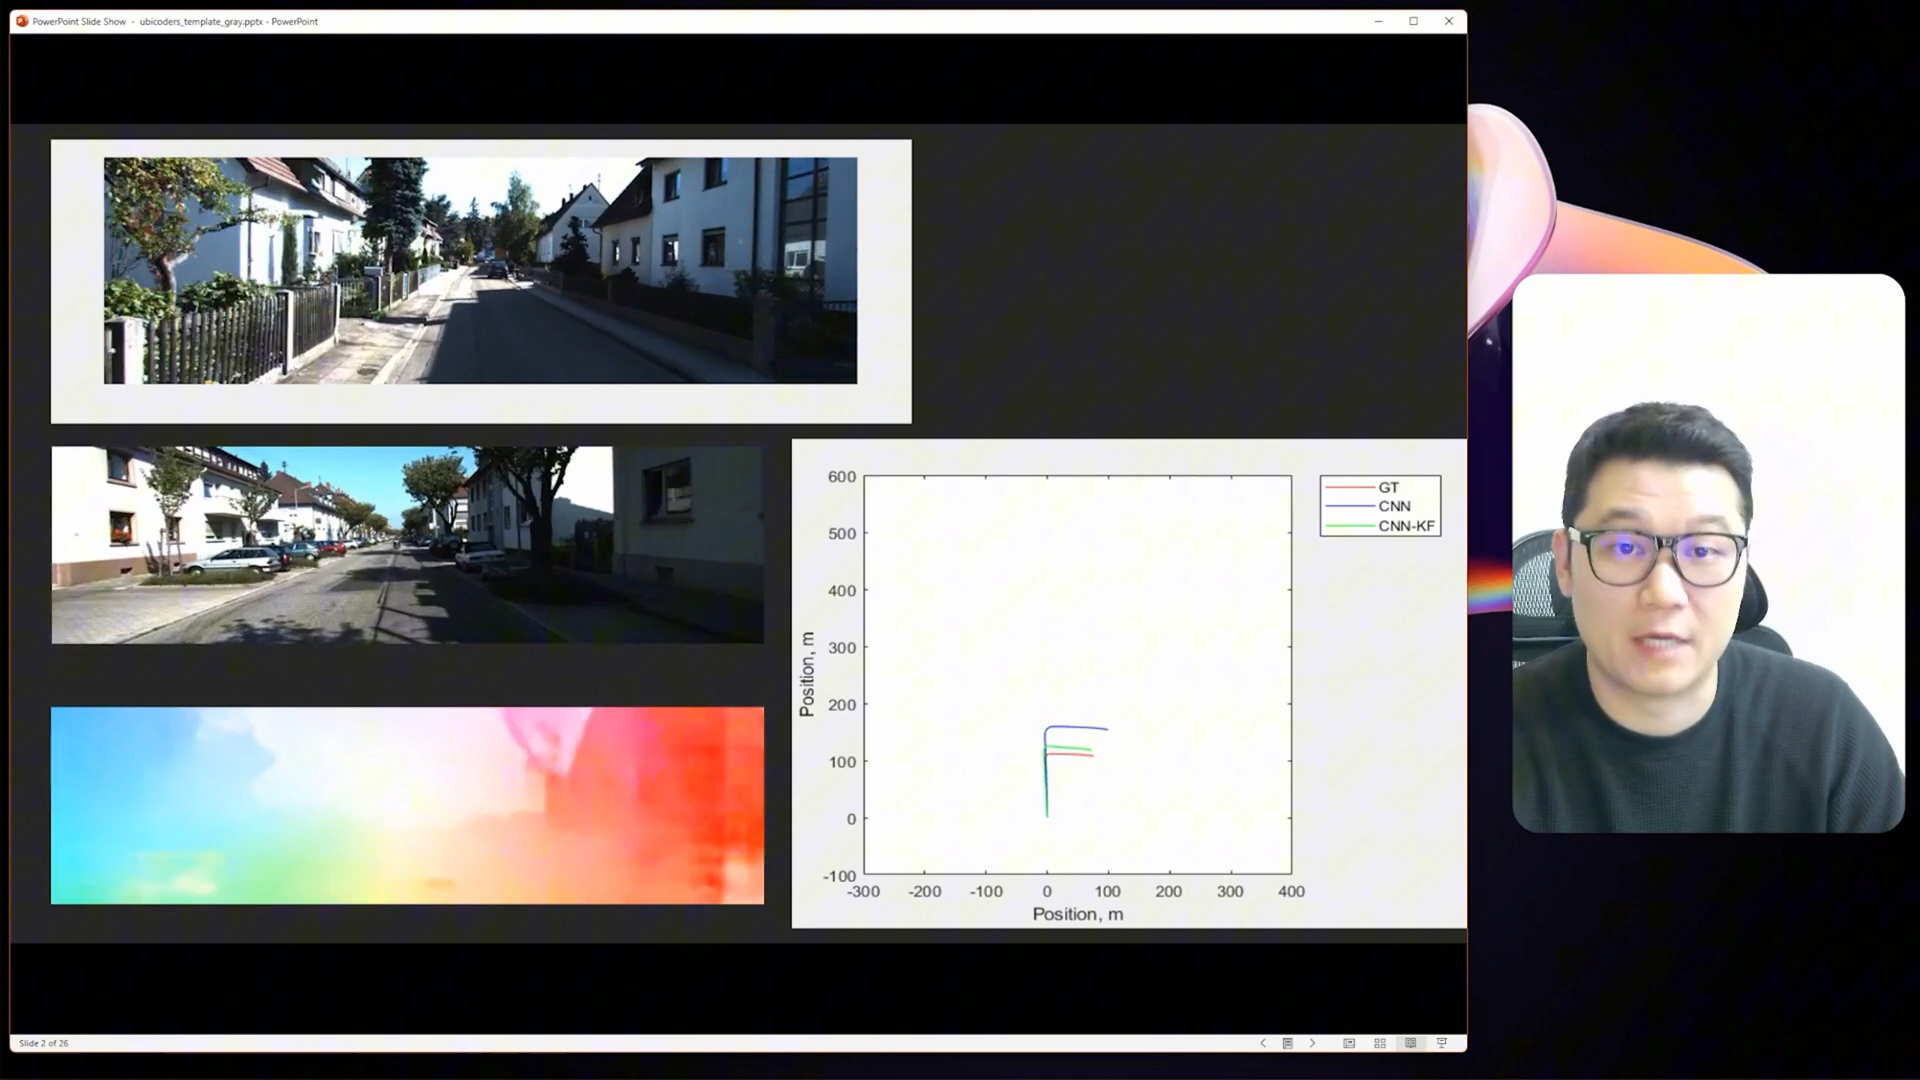 PowerPoint Slide Show - ubicoders_template_gray.pptx - PowerPoint
GT
CNN
CNN-KF
600
500
400
300
200
100
0
-100
Position, m
-300 -200 -100 0 100 200 300 400
Position, m
Slide 2 of 26